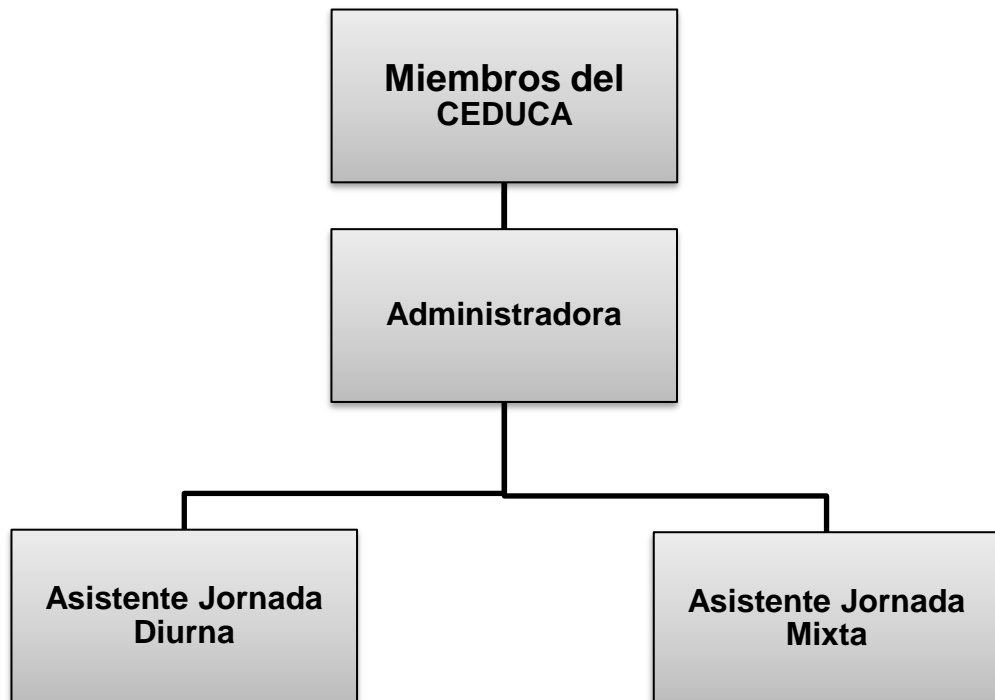 Miembros del
CEDUCA
Administradora
Asistente Jornada
Diurna
Asistente Jornada
Mixta